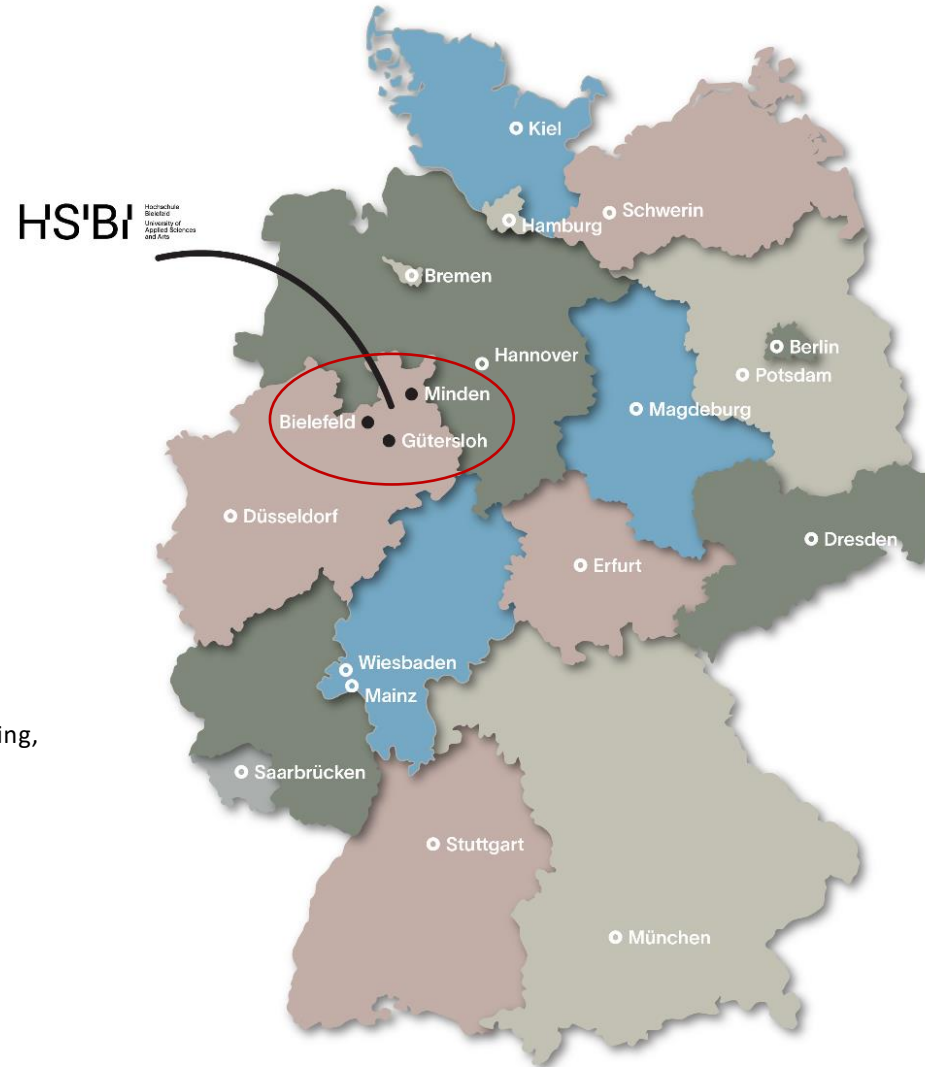 Kiel
HS'BI
Hochschule
Bielefeld
University of
Applied Sciences
and Arts
Schwerin
Hamburg
Bremen
Hannover
Berlin
Potsdam
Minden
Magdeburg
Bielefeld
Gütersloh
Düsseldorf
Dresden
Erfurt
Wiesbaden
Mainz
ing,
Saarbrücken
Stuttgart
München